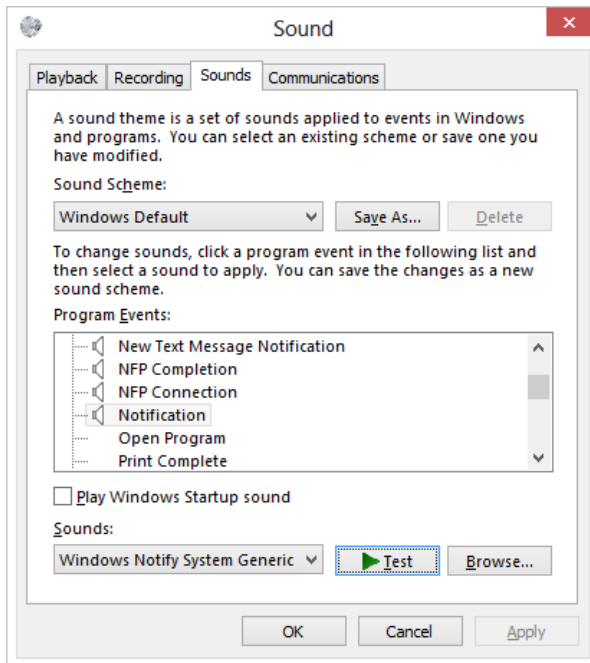 Sound
Playback Recording Sounds Communications
A sound theme is a set of sounds applied to events in Windows
and programs. You can select an existing scheme or save one you
have modified.
Sound Scheme:
Windows Default Save As... Delete
To change sounds, click a program event in the following list and
then select a sound to apply. You can save the changes as a new
sound scheme.
Program Events:
New Text Message Notification
NFP Completion
NFP Connection
Notification
Open Program
Print Complete
Play Windows Startup sound
Sounds:
Windows Notify System Generic Test Browse...
OK Cancel Apply